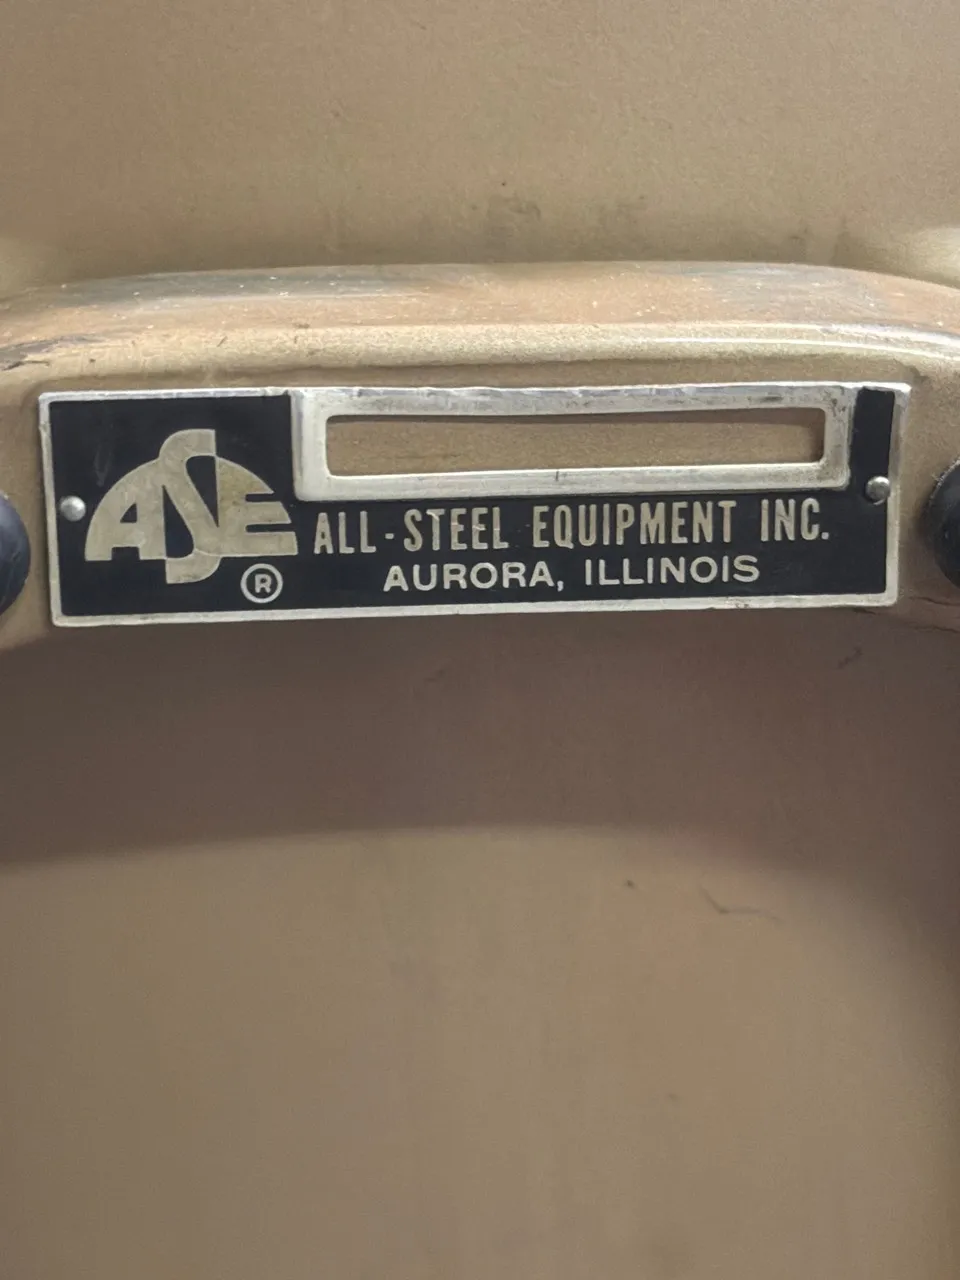 ASE
®
ALL-STEEL EQUIPMENT INC.
AURORA, ILLINOIS